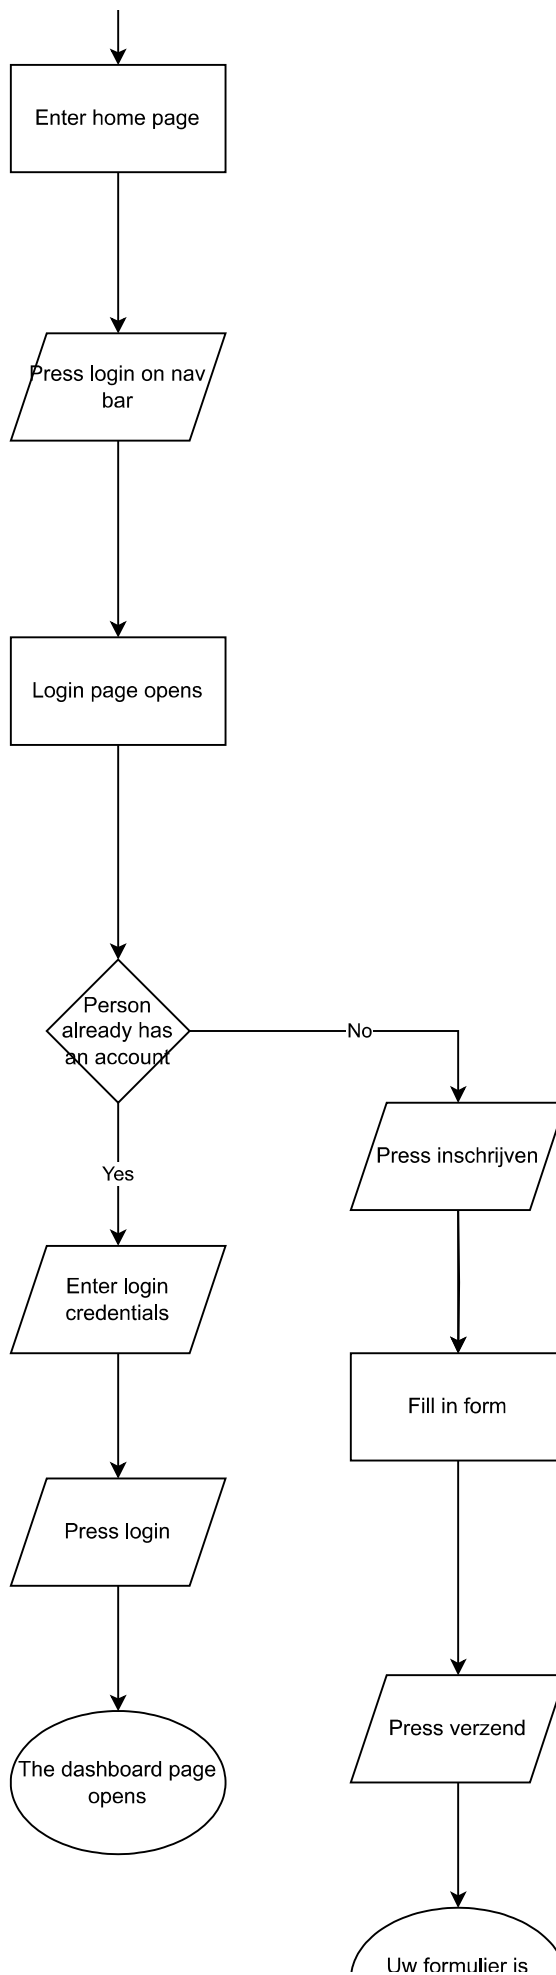 Enter home page
Press login on nav
bar
Login page opens
Person
already has
an account
No
Yes
Press inschrijven
Enter login
credentials
Fill in form
Press login
Press verzend
The dashboard page
opens
Uw formulier is